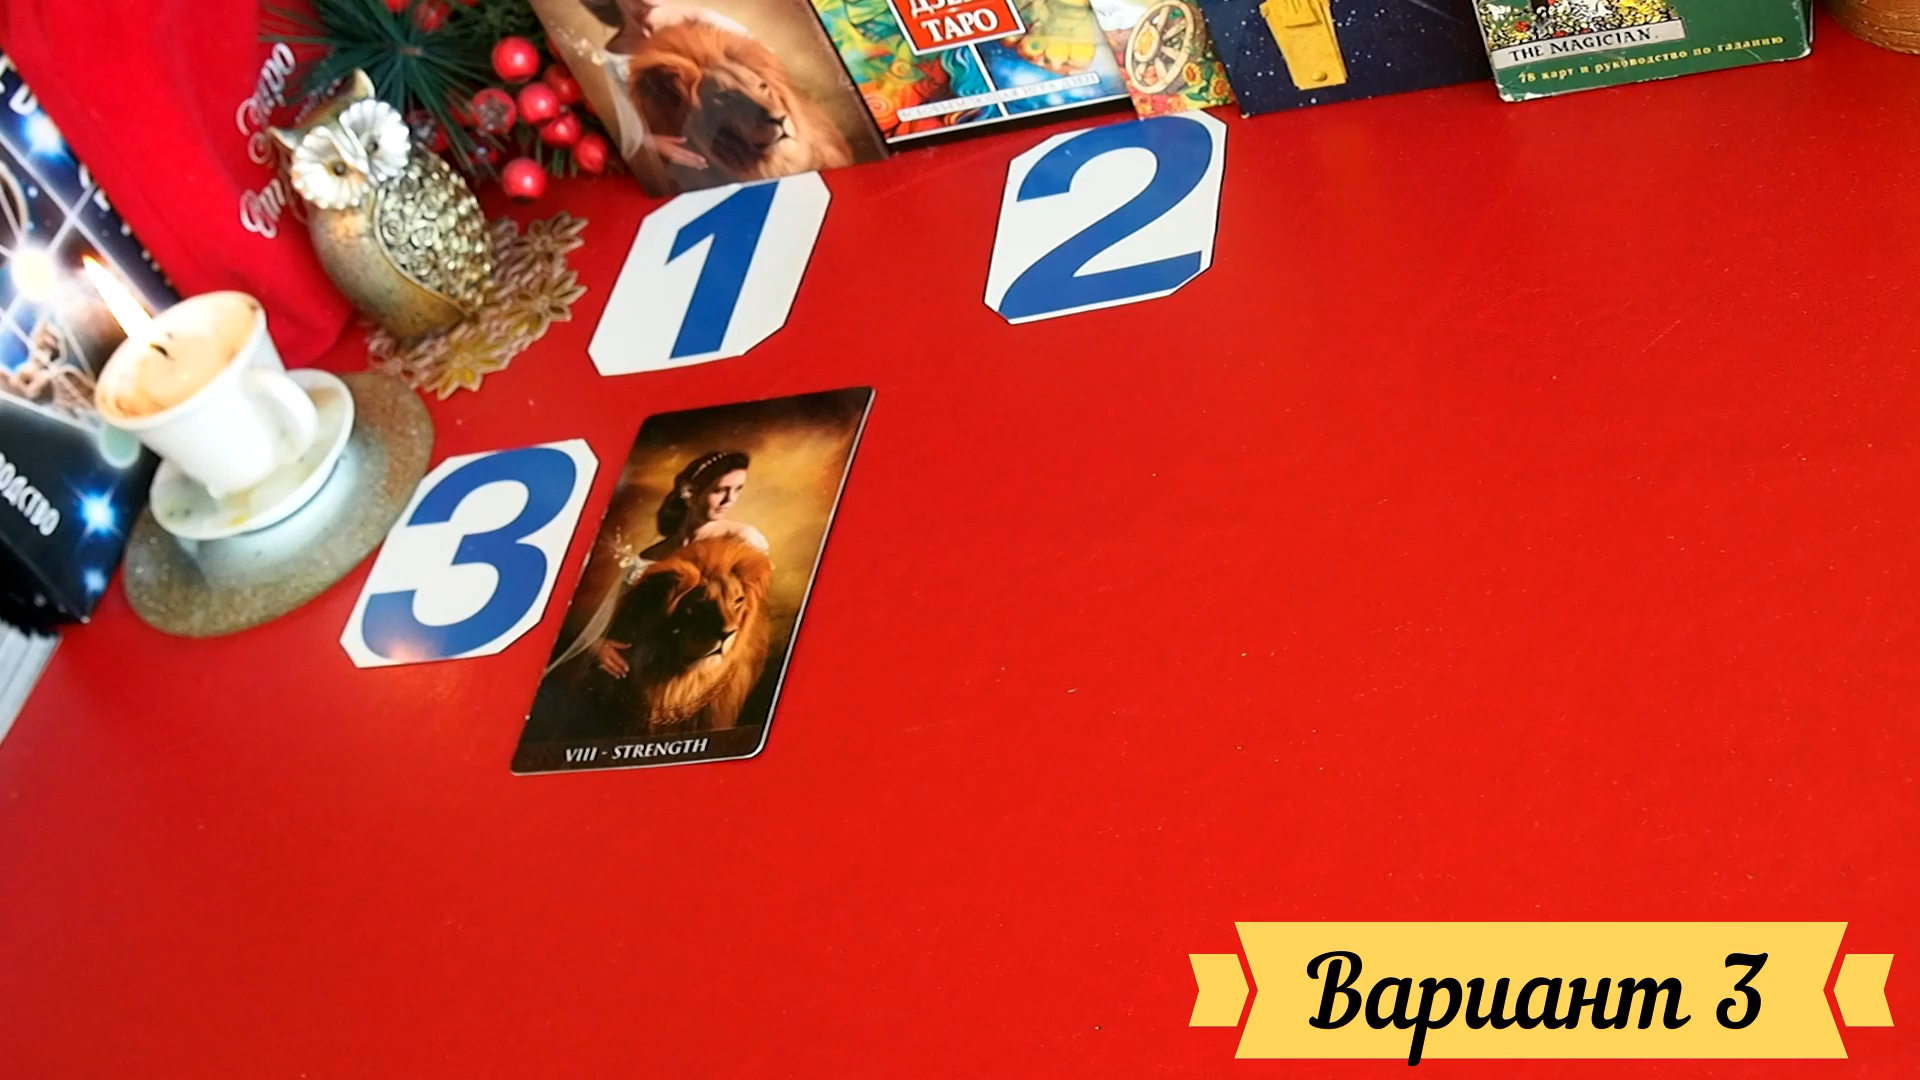 ТАРО
THE MAGICIAN.
78 карт и руководство по гаданию
1
2
3
VIII - STRENGTH
Вариант 3